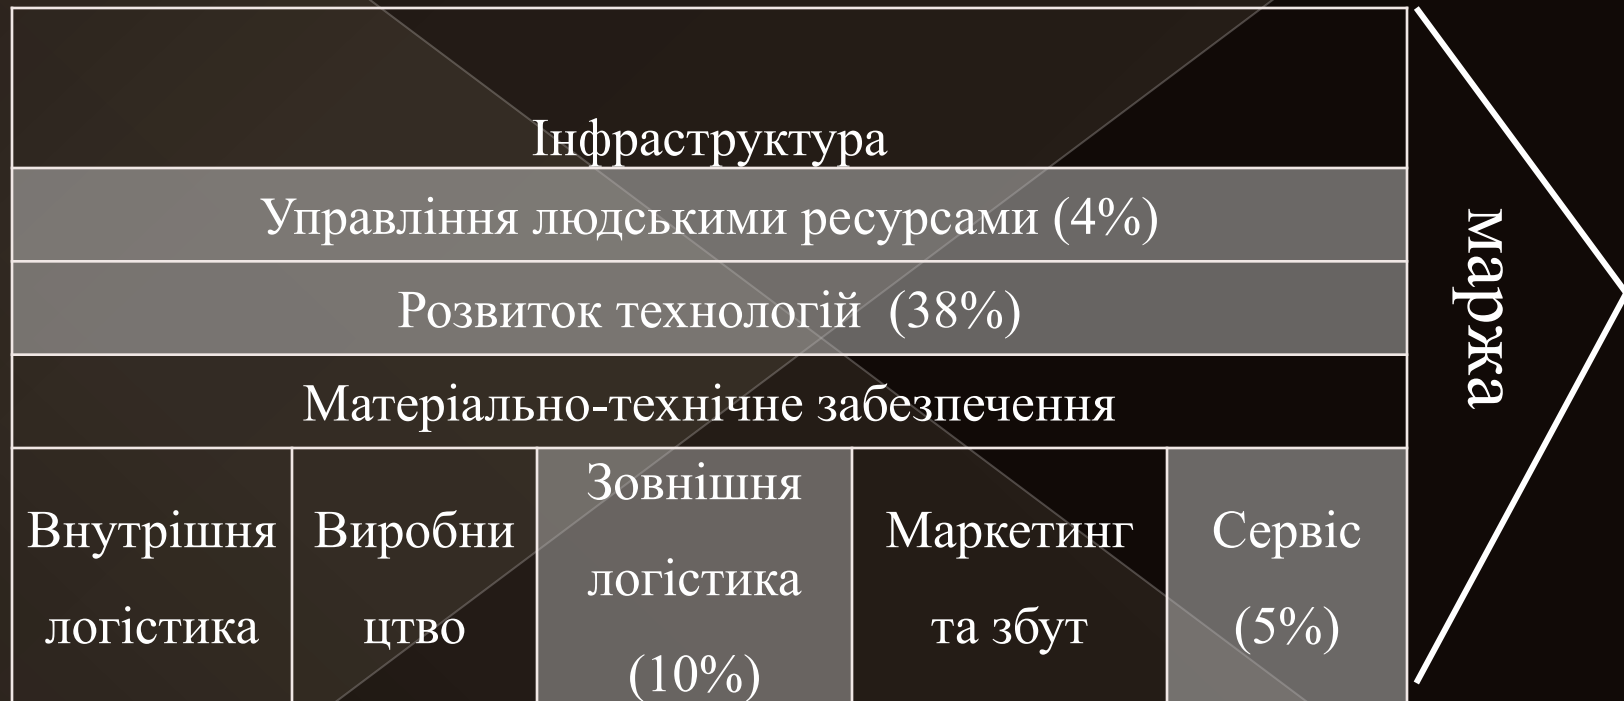 Інфраструктура
Управління людськими ресурсами (4%)
Розвиток технологій (38%)
Матеріально-технічне забезпечення
Внутрішня
логістика
Виробни
цтво
Зовнішня
логістика
(10%)
Маркетинг
та збут
Сервіс
(5%)
маржа